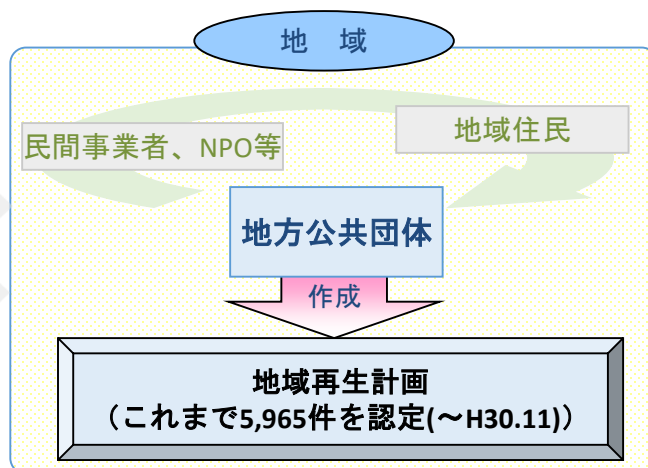 地　域
民間事業者、NPO等
地域住民
地方公共団体
作成
地域再生計画
（これまで5,965件を認定(～H30.11)）